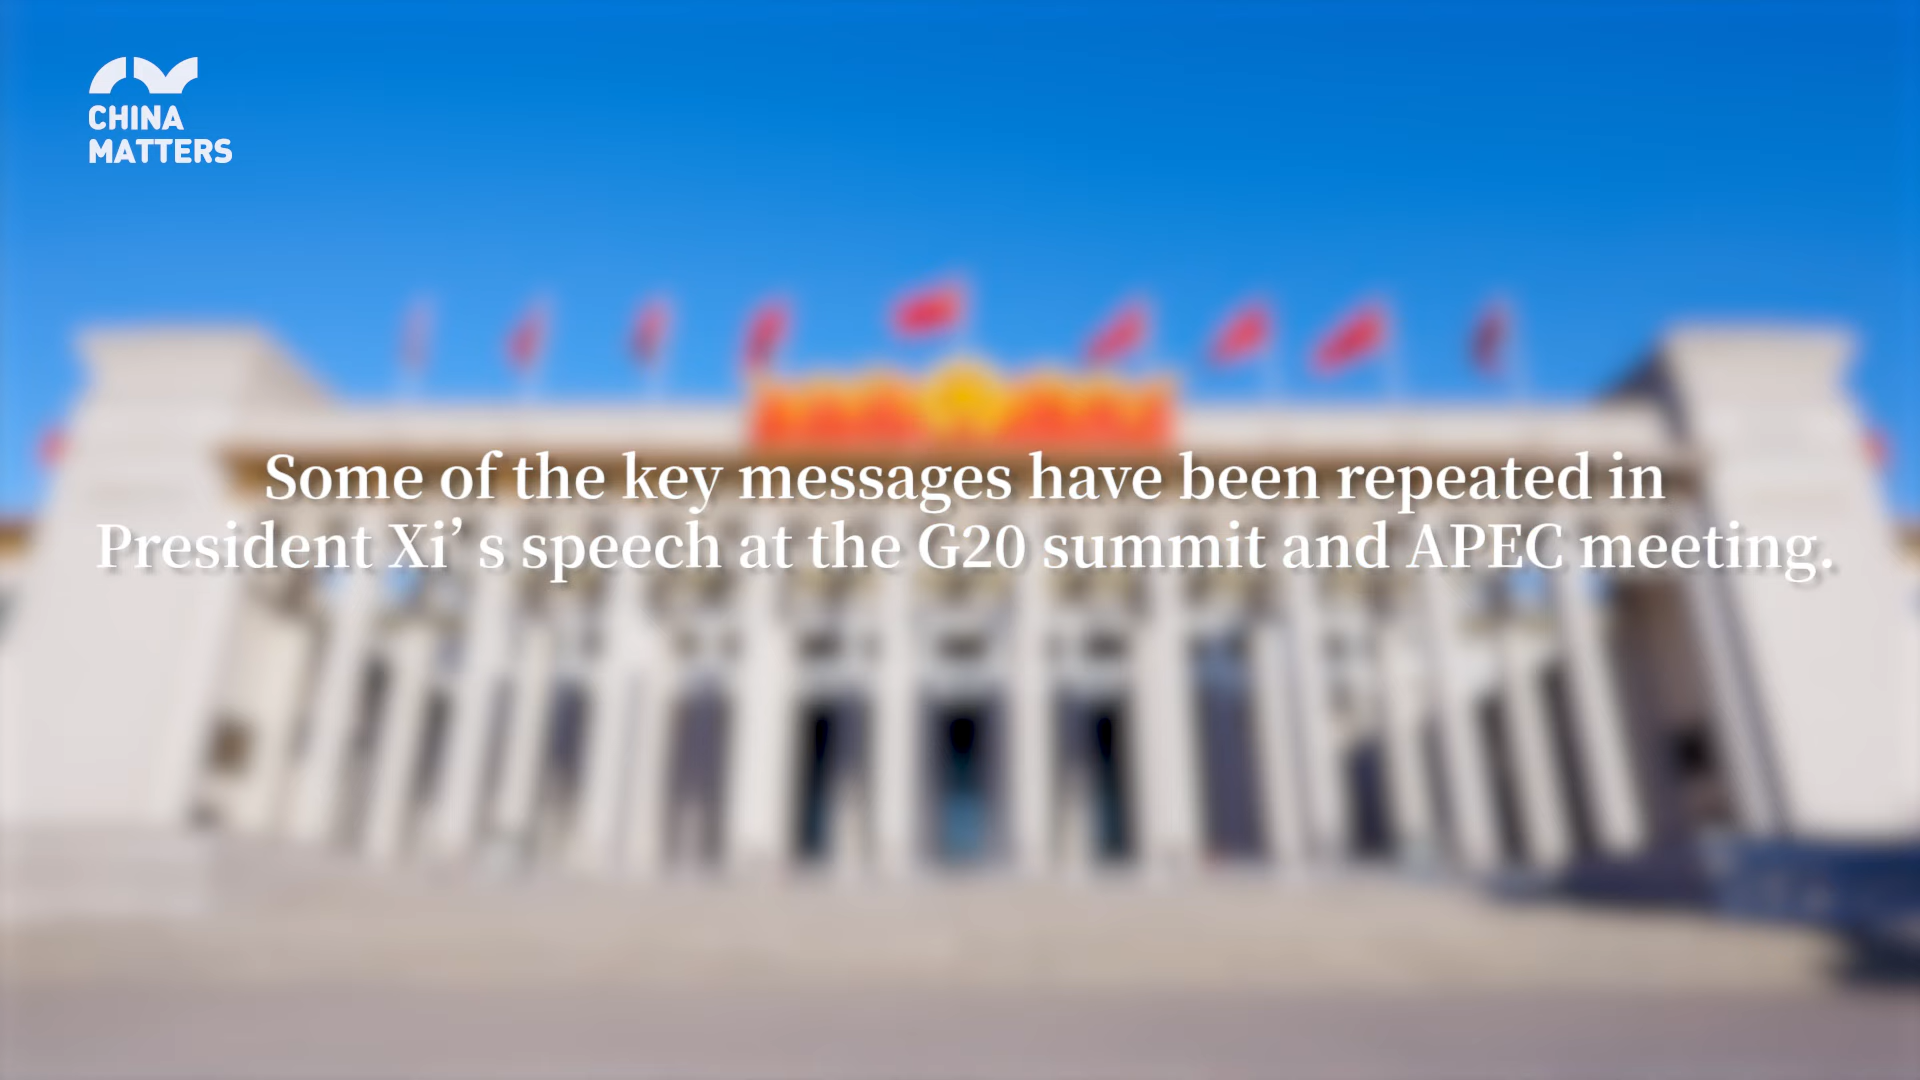 CHINA
MATTERS
Some of the key messages have been repeated in
President Xi’s speech at the G20 summit and APEC meeting.